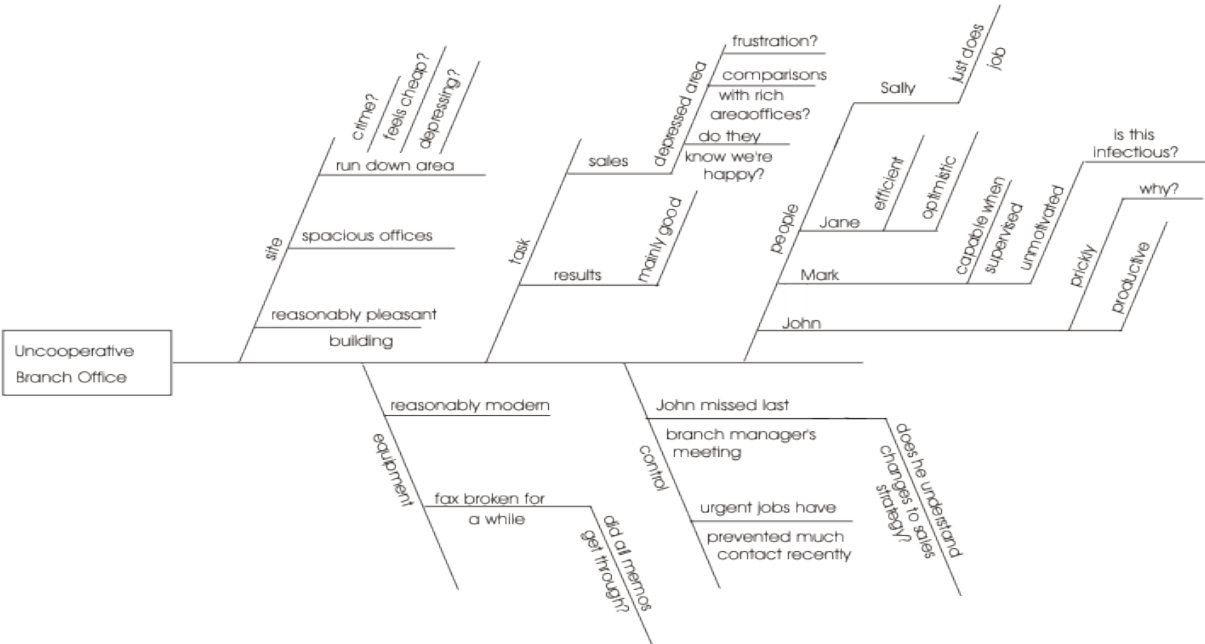 Uncooperative
Branch Office
site
run down area
crime?
feels cheap?
depressing?
spacious offices
reasonably pleasant
building
task
sales
depressed area
frustration?
comparisons
with rich
areaoffices?
do they
know we're
happy?
results
mainly good
people
Sally
just does
job
Jane
efficient
optimistic
Mark
capable when
supervised
unmotivated
is this
infectious?
John
prickly
why?
productive
equipment
reasonably modern
fax broken for
a while
did all memos
get through?
control
John missed last
branch manager's
meeting
does he understand
changes to sales
strategy?
urgent jobs have
prevented much
contact recently